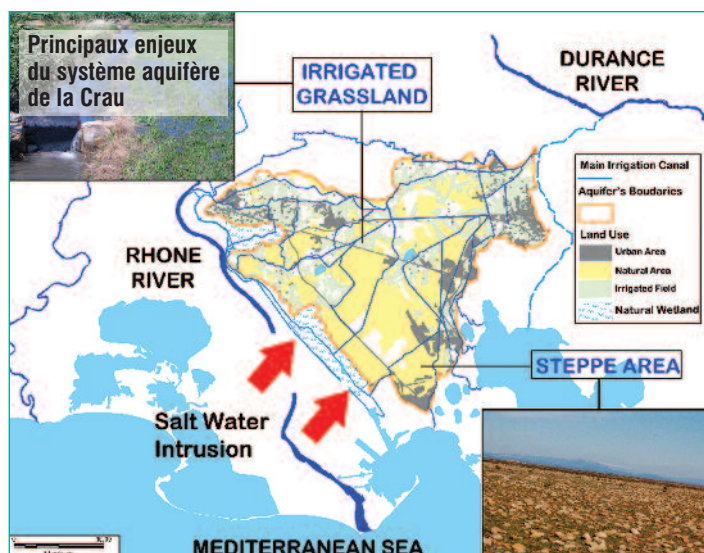 Principaux enjeux
du système aquifère
de la Crau
IRRIGATED
GRASSLAND
DURANCE
RIVER
Main Irrigation Canal
Aquifer's Boudaries
Land Use
Urban Area
Natural Area
Irrigated Field
Natural Wetland
RHONE
RIVER
STEPPE AREA
Salt Water
Intrusion
MEDITERRANEAN SEA